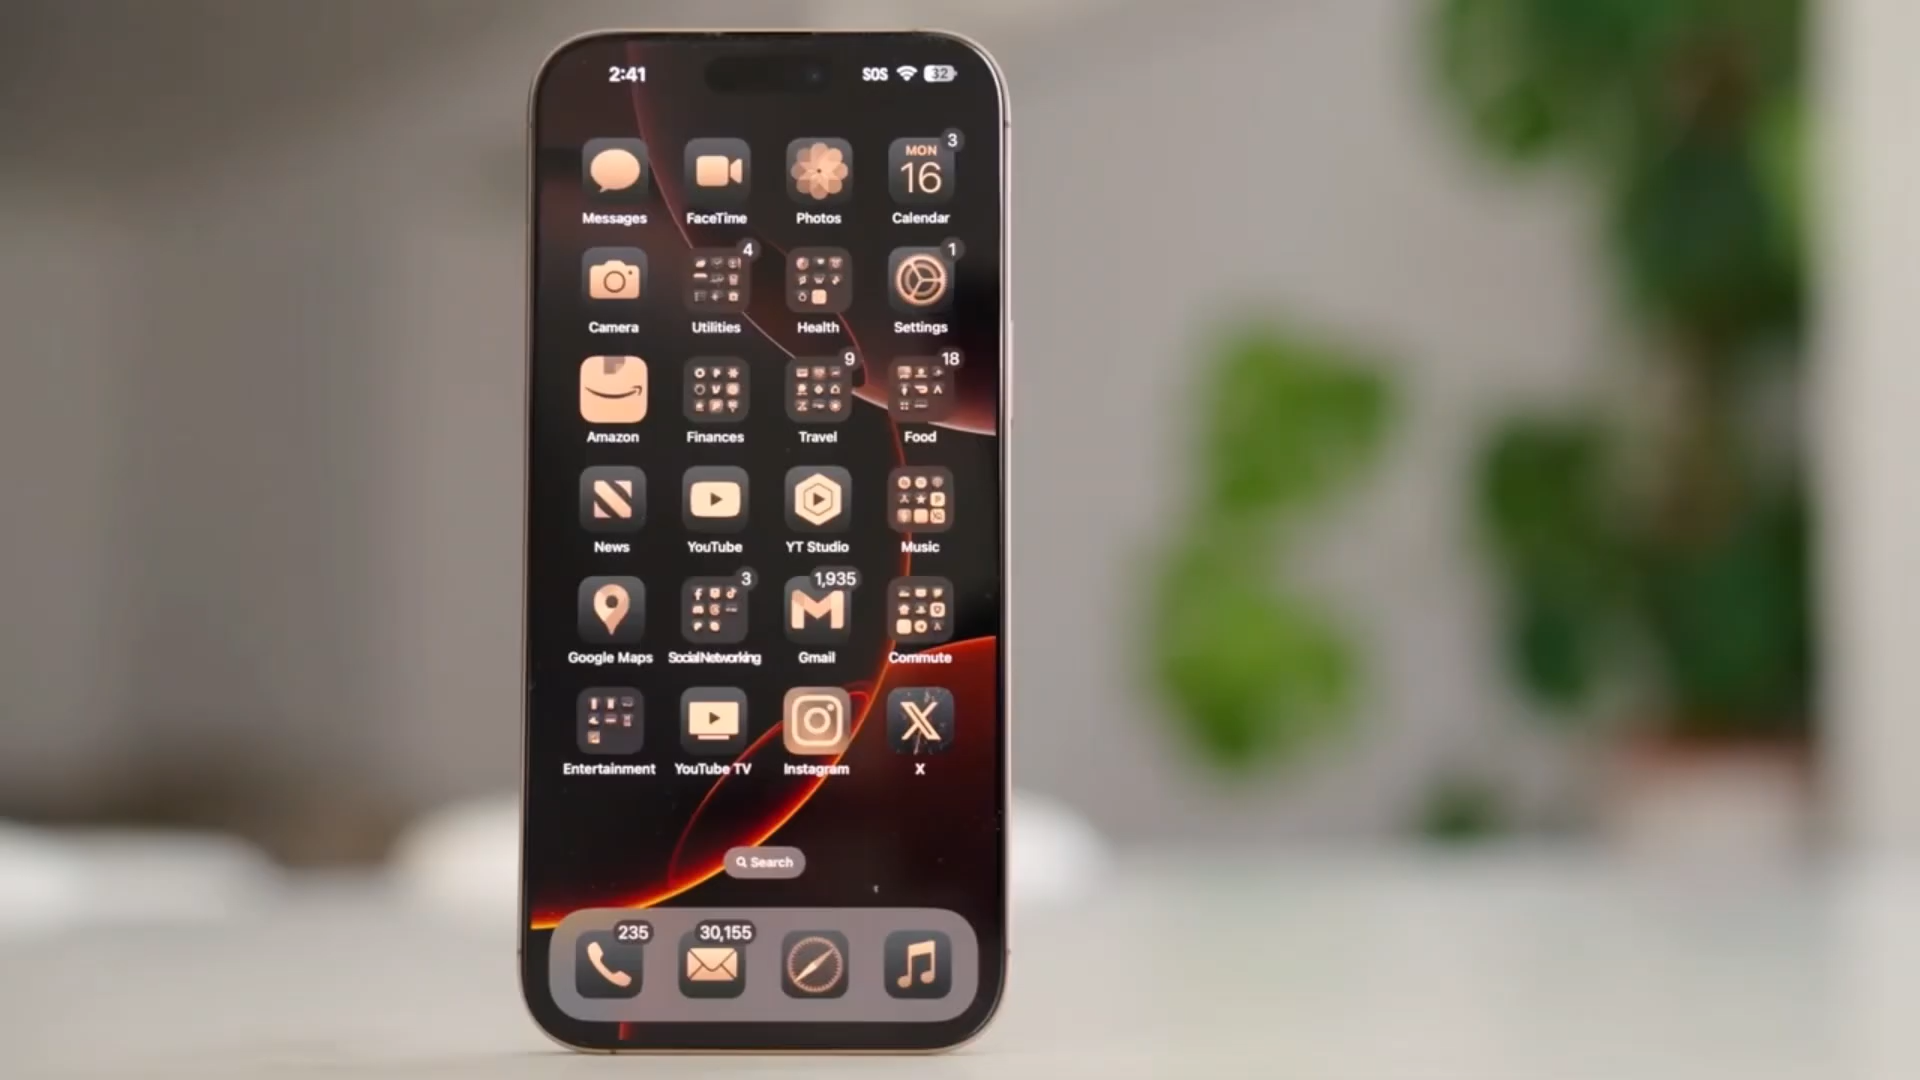 2:41
SOS 32
3
MON
16
Messages FaceTime Photos Calendar
4 1
Camera Utilities Health Settings
9 18
Amazon Finances Travel Food
News YouTube YT Studio Music
3 1,935
Google Maps Social Networking Gmail Commute
Entertainment YouTube TV Instagram X
Search
235 30,155